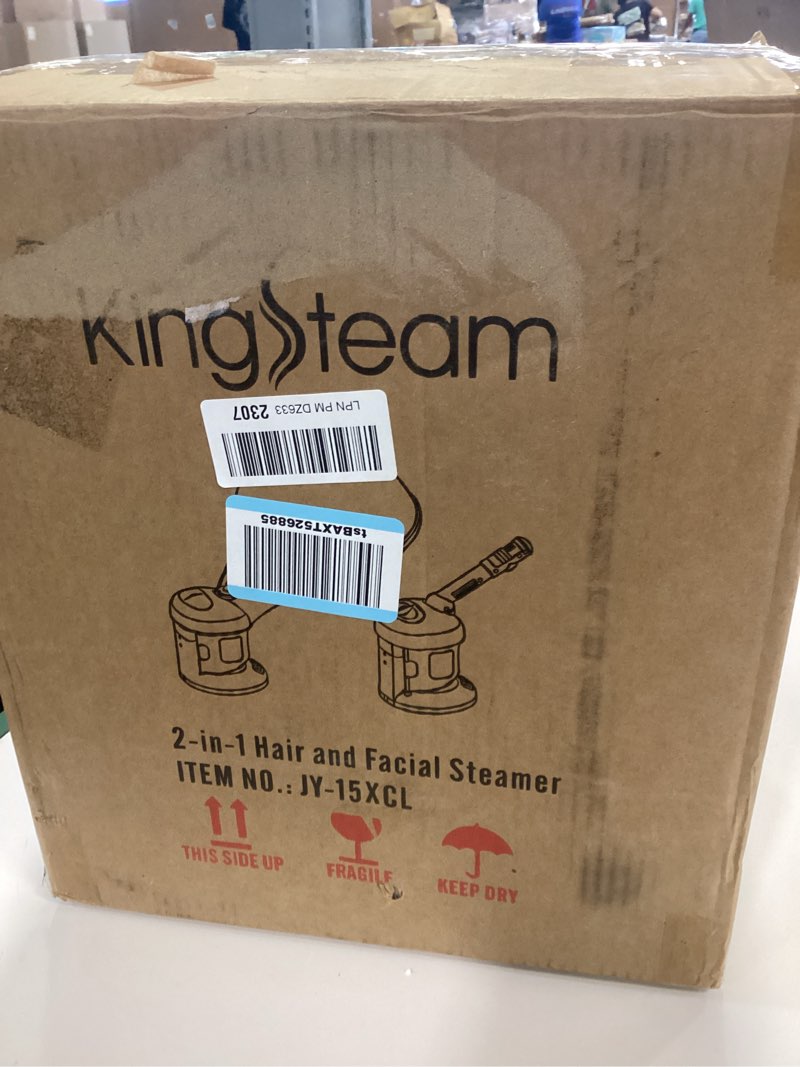 KingSteam
LPN PM DZ633 2307
tsBAXT526885
2-in-1 Hair and Facial Steamer
ITEM NO.: JY-15XCL
THIS SIDE UP
FRAGILE
KEEP DRY